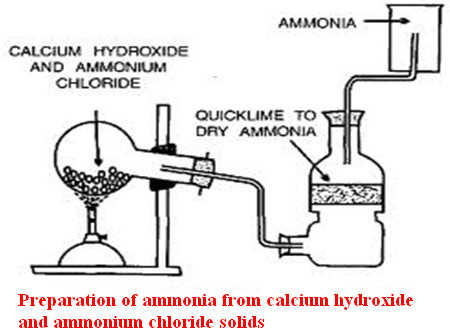 AMMONIA
CALCIUM HYDROXIDE
AND AMMONIUM
CHLORIDE
QUICKLIME TO
DRY AMMONIA
Preparation of ammonia from calcium hydroxide
and ammonium chloride solids